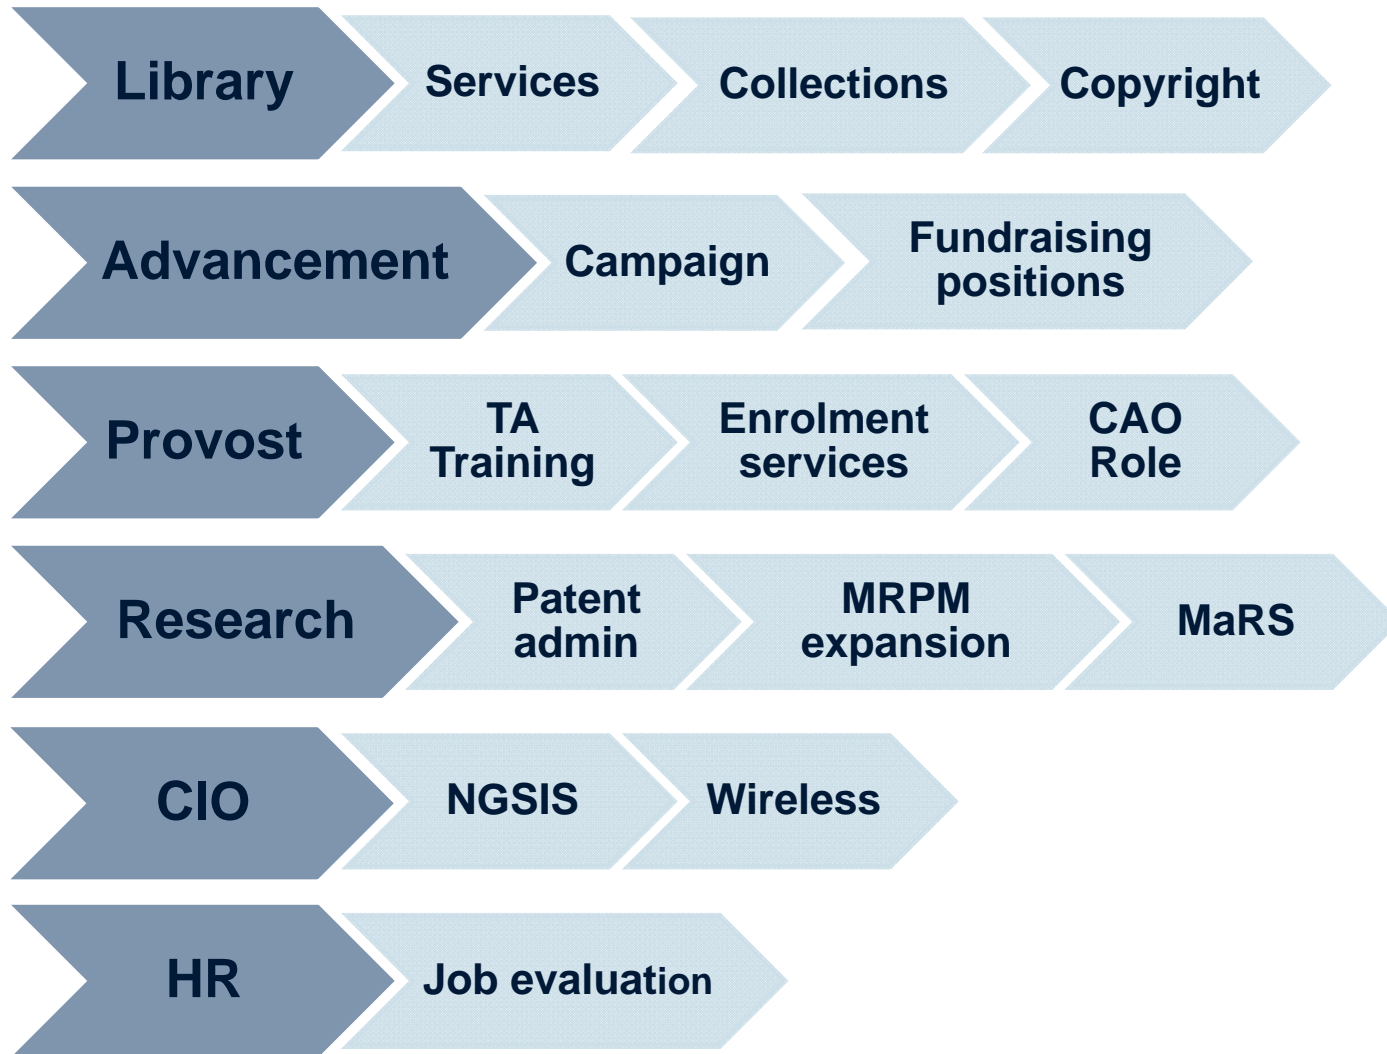 Library
Services
Collections
Copyright
Advancement
Campaign
Fundraising
positions
Provost
TA
Training
Enrolment
services
CAO
Role
Research
Patent
admin
MRPM
expansion
MaRS
CIO
NGSIS
Wireless
HR
Job evaluation